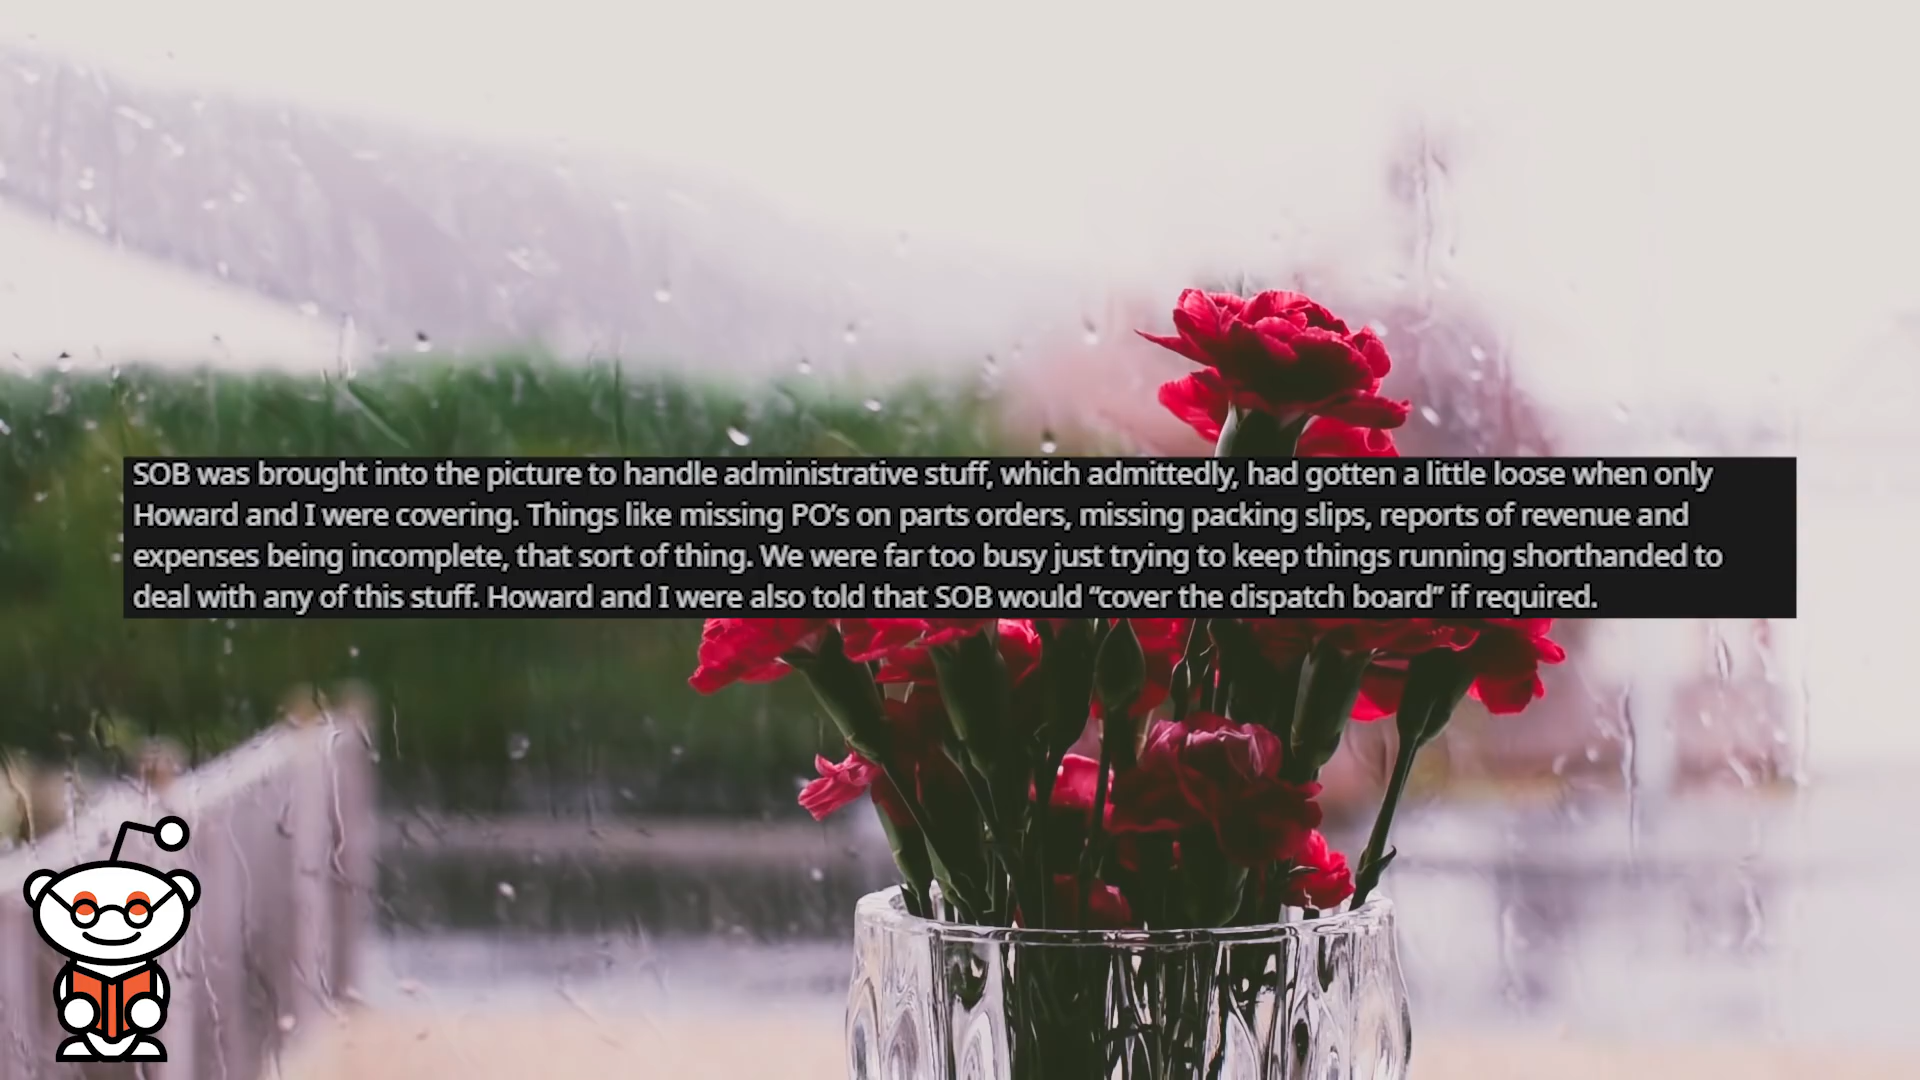 SOB was brought into the picture to handle administrative stuff, which admittedly, had gotten a little loose when only
Howard and I were covering. Things like missing PO’s on parts orders, missing packing slips, reports of revenue and
expenses being incomplete, that sort of thing. We were far too busy just trying to keep things running shorthanded to
deal with any of this stuff. Howard and I were also told that SOB would “cover the dispatch board” if required.